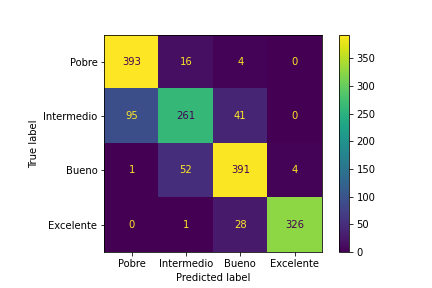 Pobre 393 16 4 0
Intermedio 95 261 41 0
Bueno 1 52 391 4
Excelente 0 1 28 326
Pobre Intermedio Bueno Excelente
Predicted label
True label
350
300
250
200
150
100
50
0